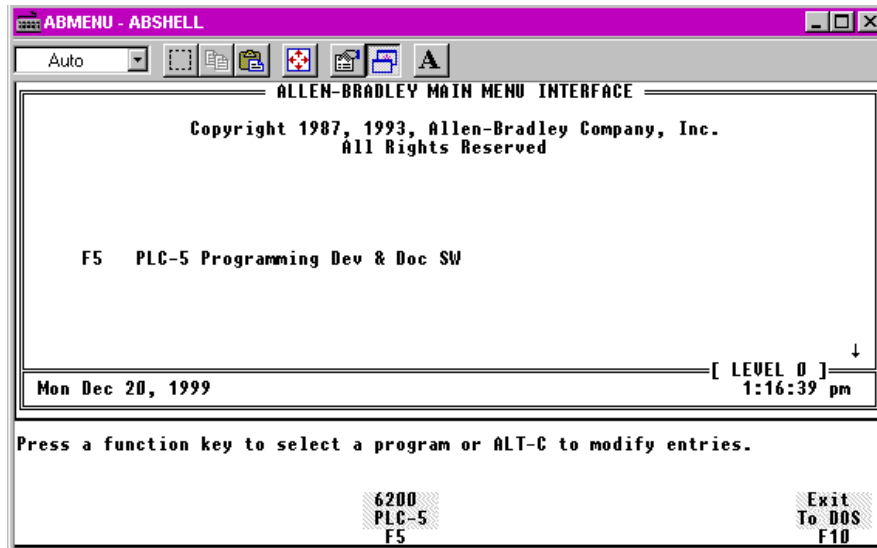 ABMENU - ABSHELL
Auto
A
ALLEN-BRADLEY MAIN MENU INTERFACE
Copyright 1987, 1993, Allen-Bradley Company, Inc.
All Rights Reserved
F5 PLC-5 Programming Dev & Doc SW
[ LEVEL 0 ]
Mon Dec 20, 1999 1:16:39 pm
Press a function key to select a program or ALT-C to modify entries.
6200 Exit
PLC-5 To DOS
F5 F10